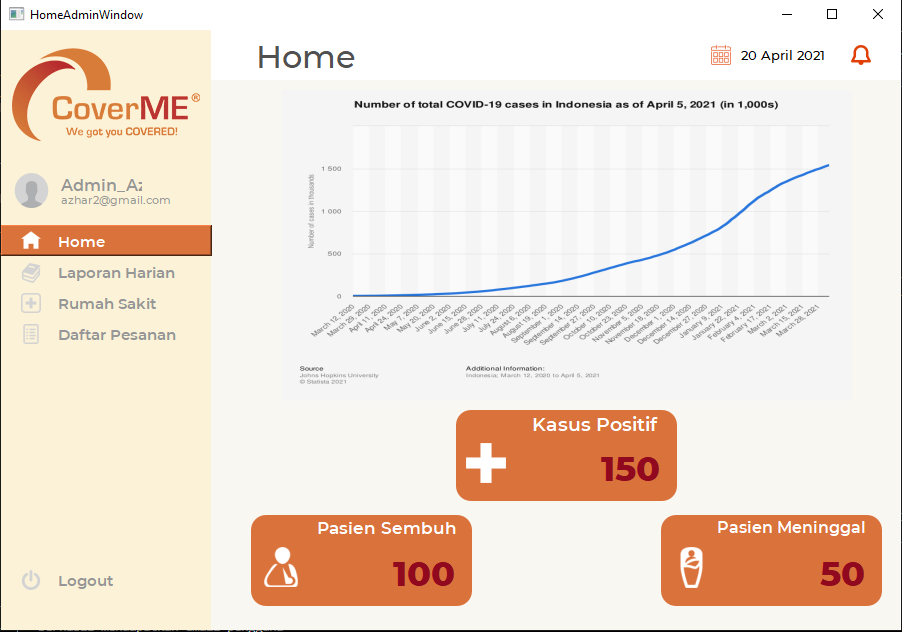 HomeAdminWindow
CoverME®
We got you COVERED!
Admin_Az
azhar2@gmail.com
Home
Laporan Harian
Rumah Sakit
Daftar Pesanan
Logout
Home
20 April 2021
Number of total COVID-19 cases in Indonesia as of April 5, 2021 (in 1,000s)
Number of cases in thousands
1 500
1 000
500
0
March 12, 2020
March 29, 2020
April 11, 2020
April 24, 2020
May 7, 2020
May 20, 2020
June 2, 2020
June 15, 2020
June 28, 2020
July 11, 2020
July 24, 2020
August 6, 2020
August 19, 2020
September 1, 2020
September 14, 2020
September 27, 2020
October 10, 2020
October 23, 2020
November 5, 2020
November 18, 2020
December 1, 2020
December 14, 2020
December 27, 2020
January 9, 2021
January 22, 2021
February 4, 2021
February 17, 2021
March 2, 2021
March 15, 2021
March 28, 2021
Source
Johns Hopkins University
© Statista 2021
Additional Information:
Indonesia; March 12, 2020 to April 5, 2021
Kasus Positif
150
Pasien Sembuh
100
Pasien Meninggal
50